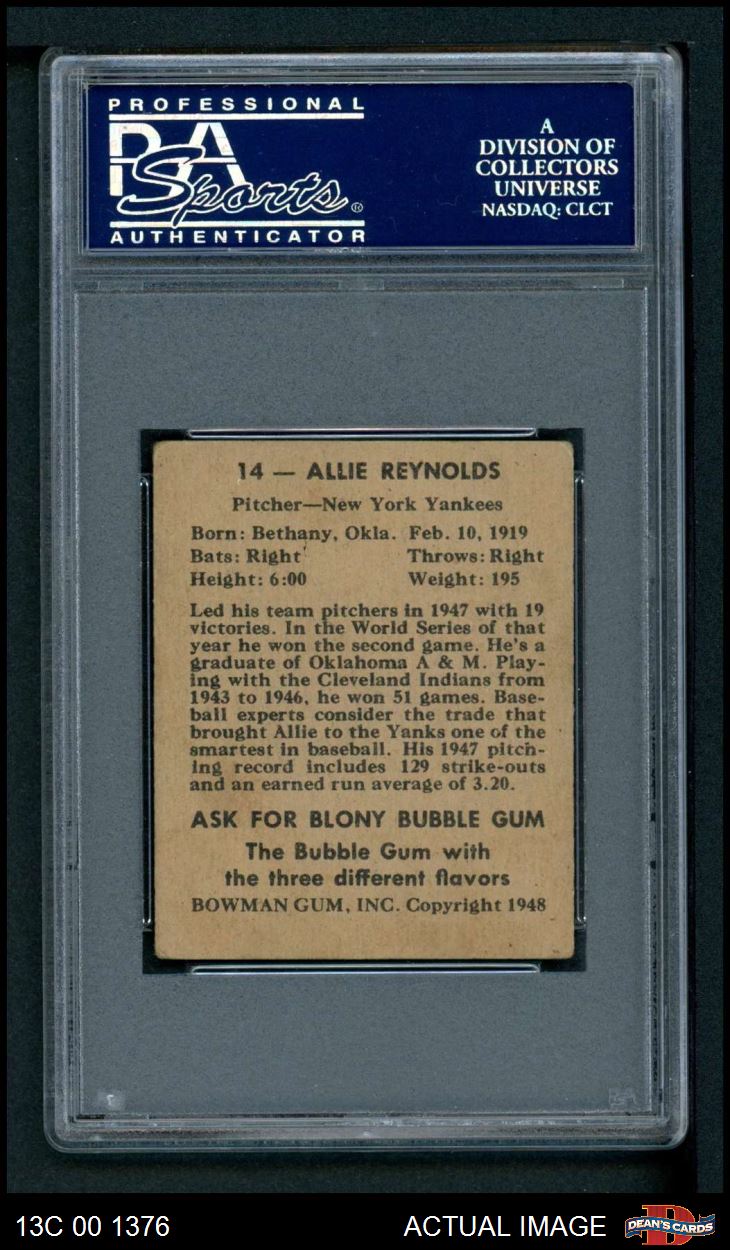 PROFESSIONAL
PSA
Sports ®
AUTHENTICATOR
A
DIVISION OF
COLLECTORS
UNIVERSE
NASDAQ: CLCT
14 — ALLIE REYNOLDS
Pitcher—New York Yankees
Born: Bethany, Okla. Feb. 10, 1919
Bats: Right Throws: Right
Height: 6:00 Weight: 195
Led his team pitchers in 1947 with 19
victories. In the World Series of that
year he won the second game. He's a
graduate of Oklahoma A & M. Play-
ing with the Cleveland Indians from
1943 to 1946, he won 51 games. Base-
ball experts consider the trade that
brought Allie to the Yanks one of the
smartest in baseball. His 1947 pitch-
ing record includes 129 strike-outs
and an earned run average of 3.20.
ASK FOR BLONY BUBBLE GUM
The Bubble Gum with
the three different flavors
BOWMAN GUM, INC. Copyright 1948
13C 00 1376
ACTUAL IMAGE
DEAN'S CARDS